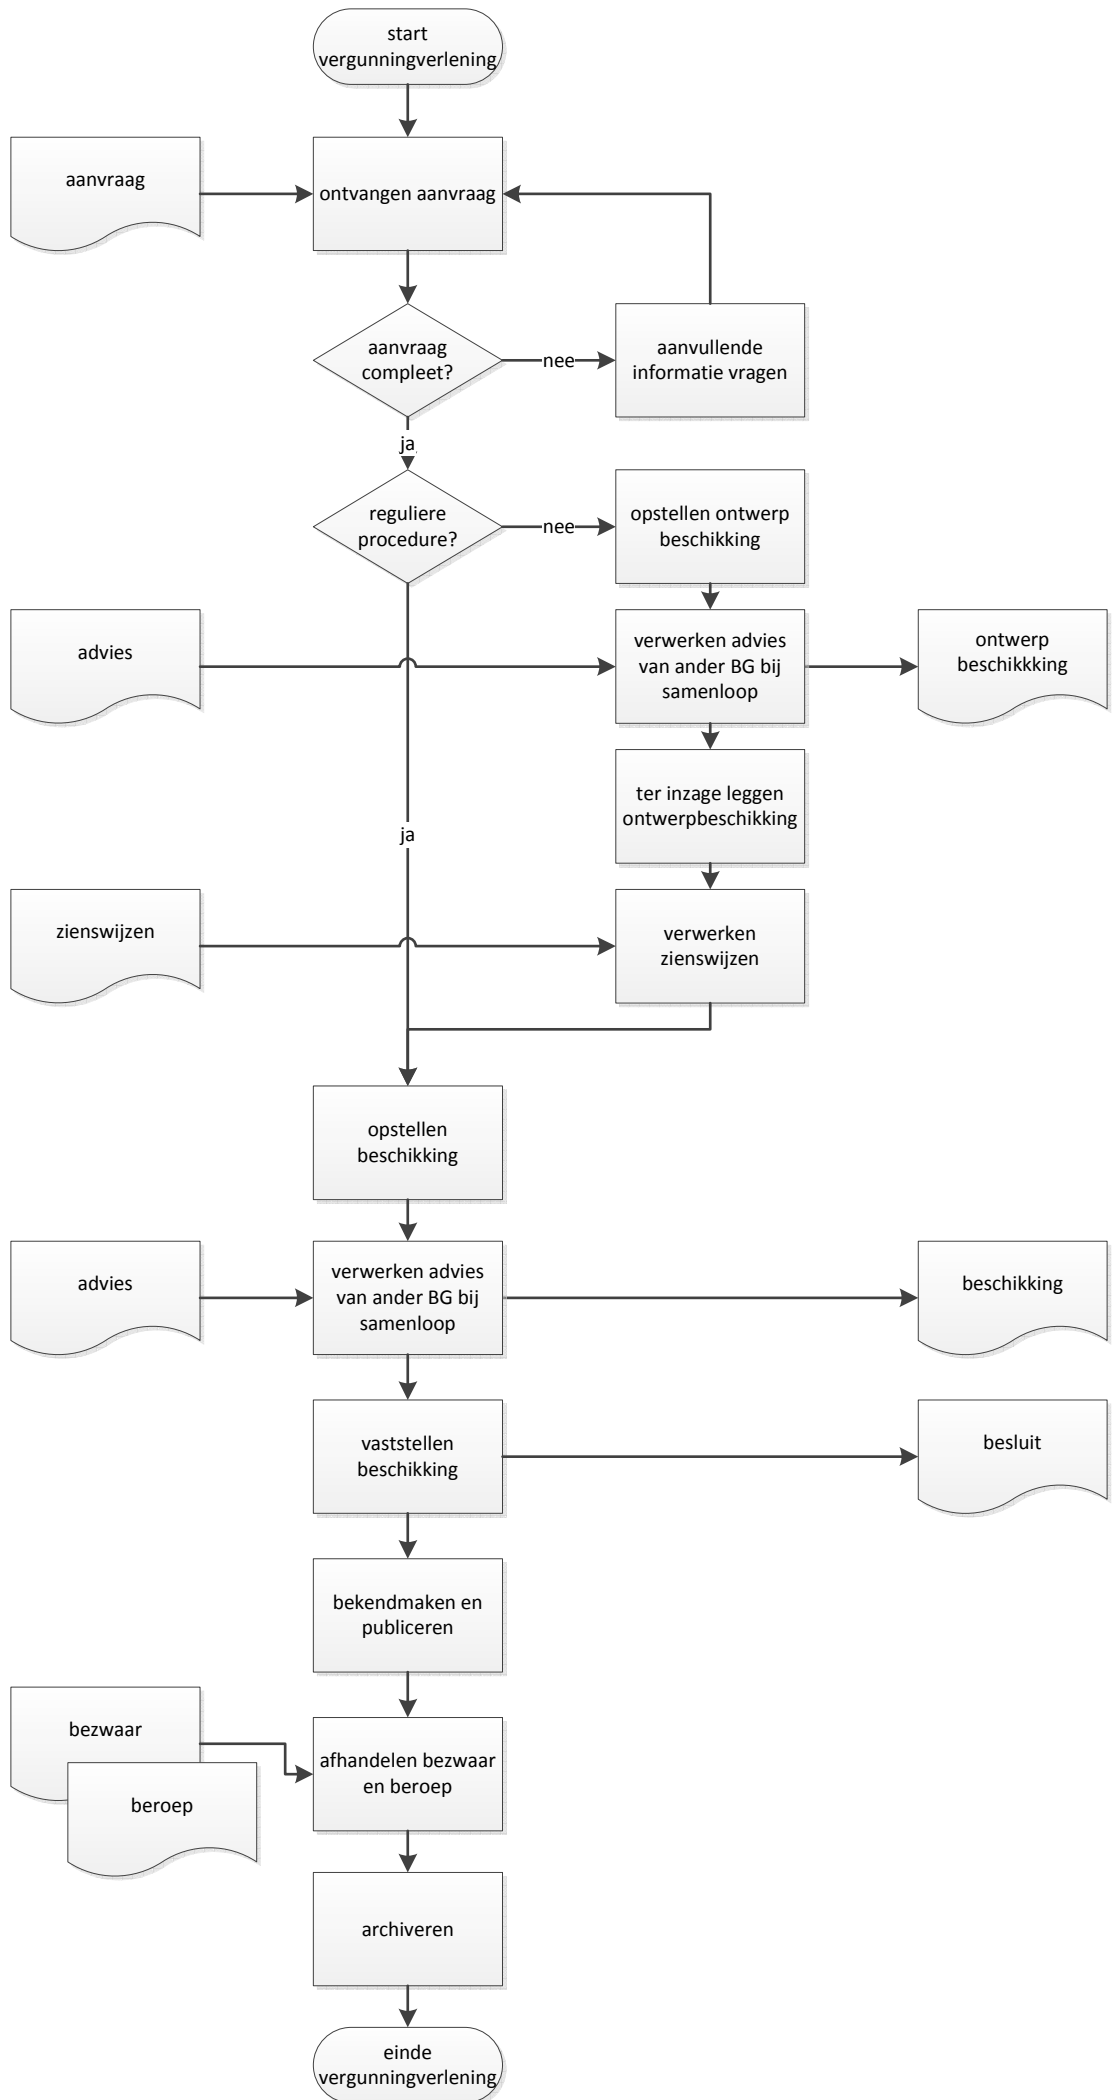 start
vergunningverlening
aanvraag
ontvangen aanvraag
aanvraag
compleet?
nee
aanvullende
informatie vragen
ja
reguliere
procedure?
nee
opstellen ontwerp
beschikking
advies
verwerken advies
van ander BG bij
samenloop
ontwerp
beschikkking
ter inzage leggen
ontwerpbeschikking
ja
zienswijzen
verwerken
zienswijzen
opstellen
beschikking
advies
verwerken advies
van ander BG bij
samenloop
beschikking
vaststellen
beschikking
besluit
bekendmaken en
publiceren
bezwaar
beroep
afhandelen bezwaar
en beroep
archiveren
einde
vergunningverlening